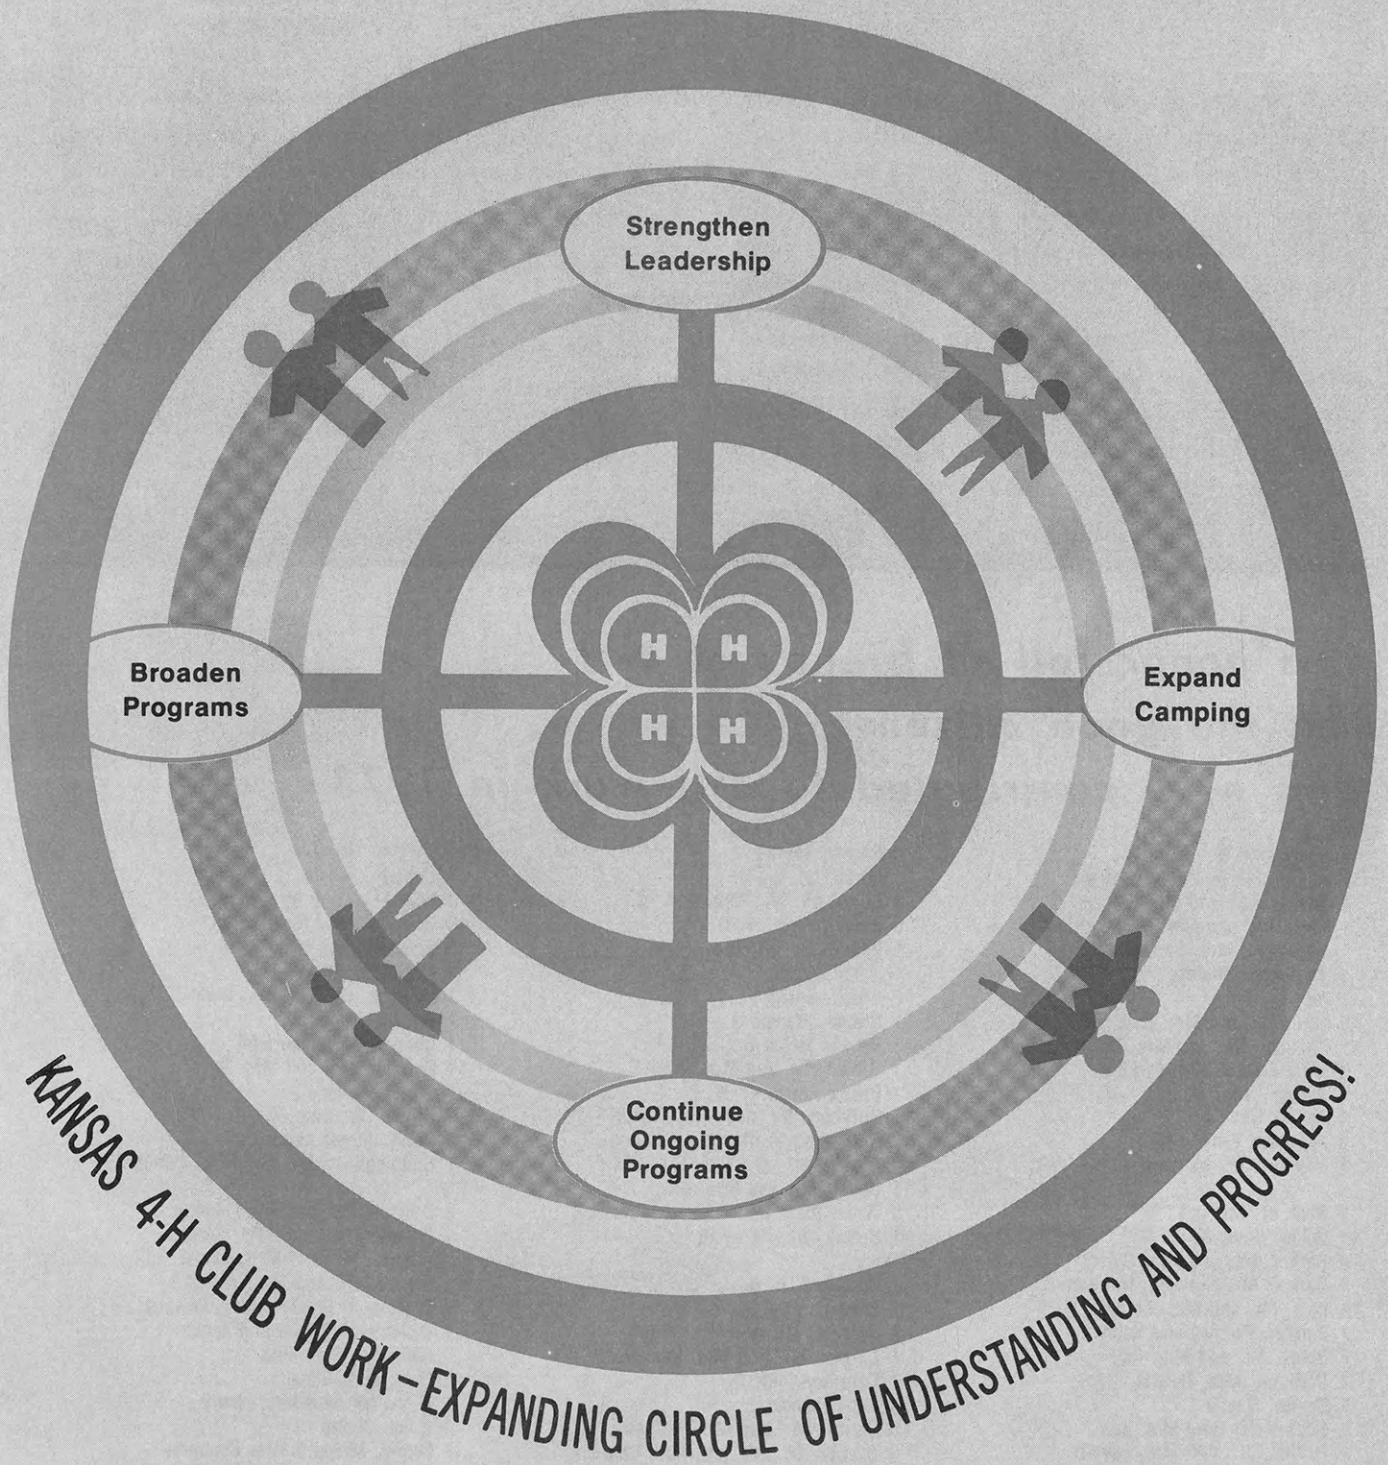 Strengthen
Leadership
Broaden
Programs
Expand
Camping
H H
H H
Continue
Ongoing
Programs
KANSAS 4-H CLUB WORK–EXPANDING CIRCLE OF UNDERSTANDING AND PROGRESS!